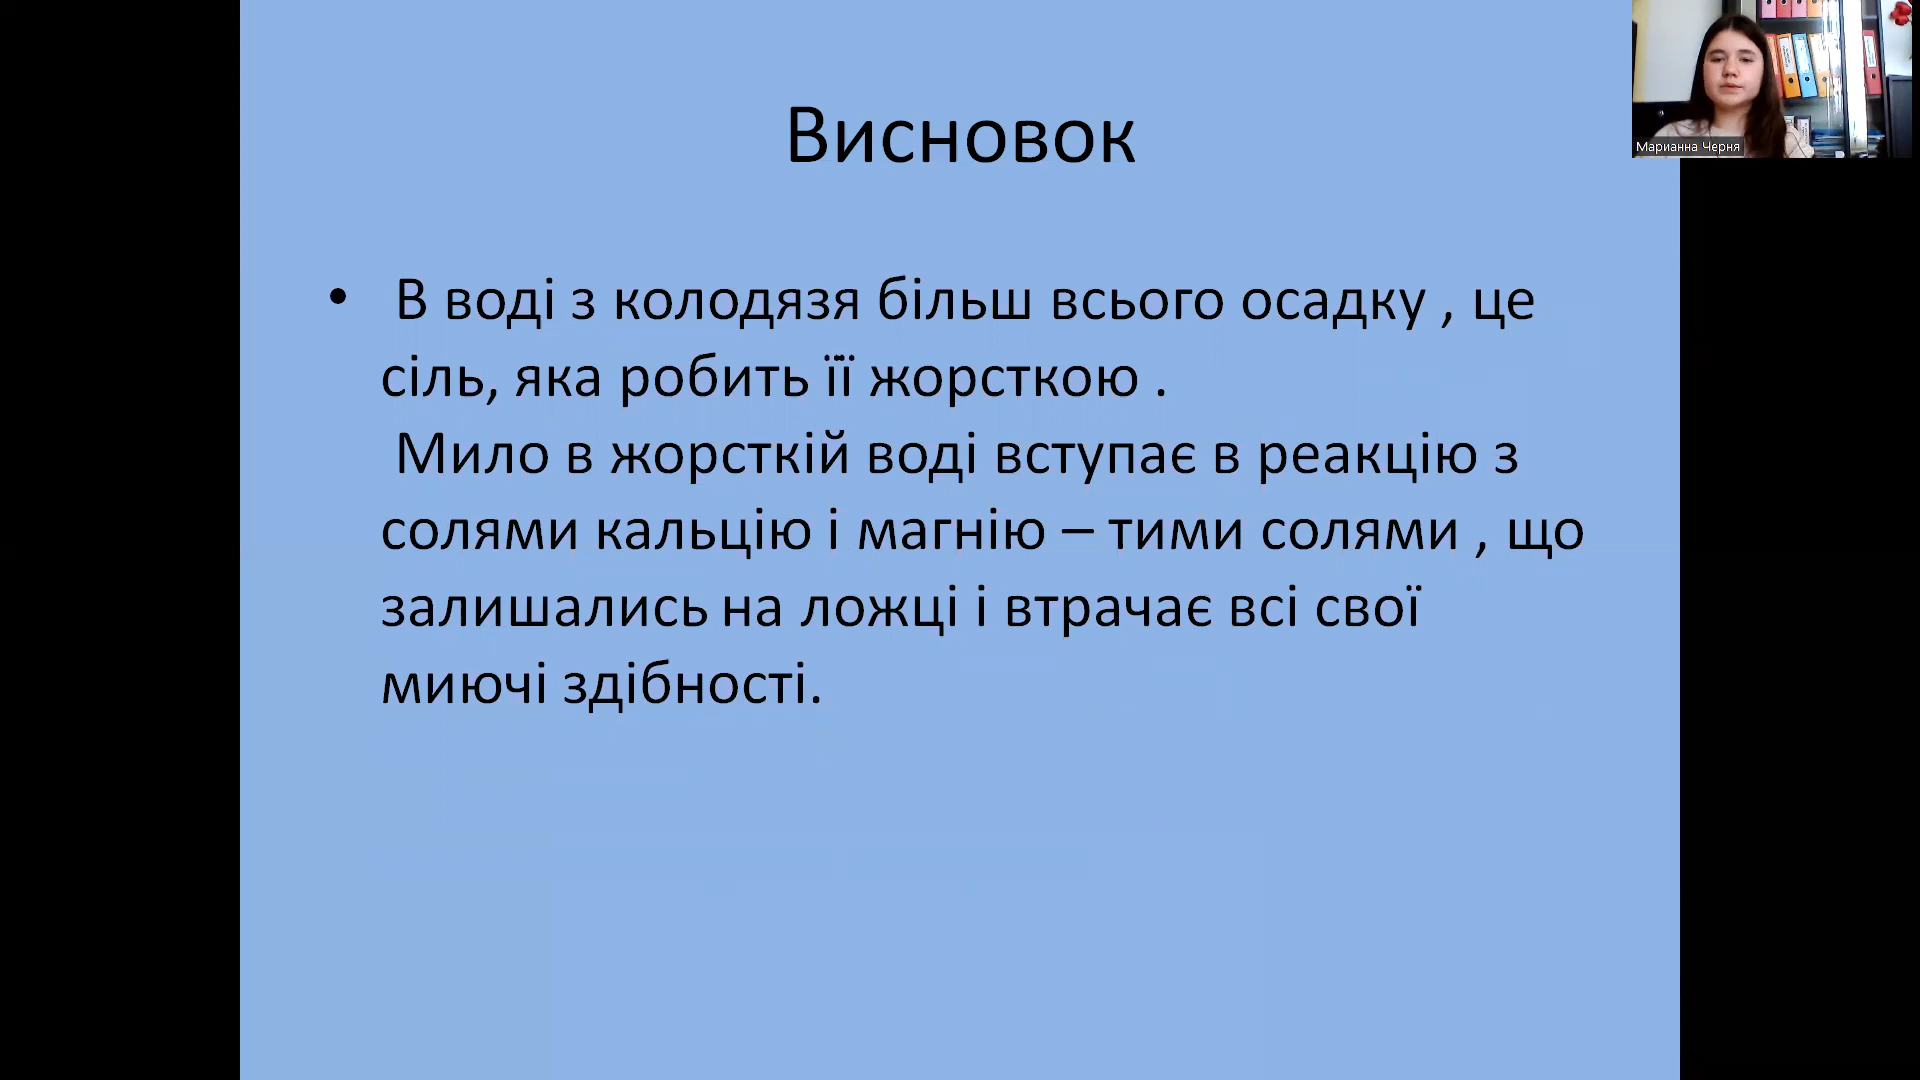 Висновок
• В воді з колодязя більш всього осадку , це
сіль, яка робить її жорсткою .
Мило в жорсткій воді вступає в реакцію з
солями кальцію і магнію – тими солями , що
залишались на ложці і втрачає всі свої
миючі здібності.
Марианна Черня